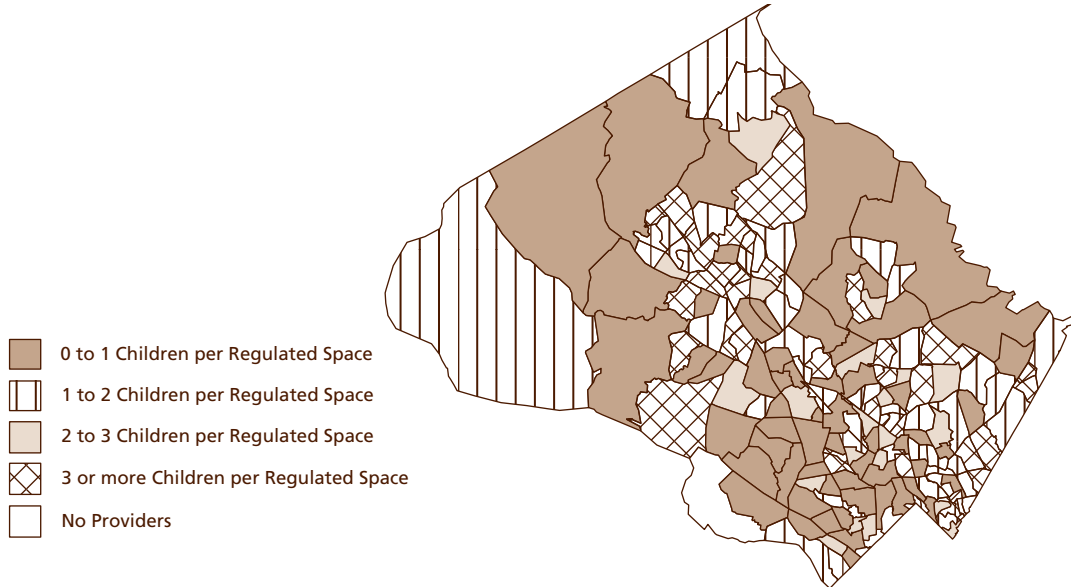 0 to 1 Children per Regulated Space
1 to 2 Children per Regulated Space
2 to 3 Children per Regulated Space
3 or more Children per Regulated Space
No Providers